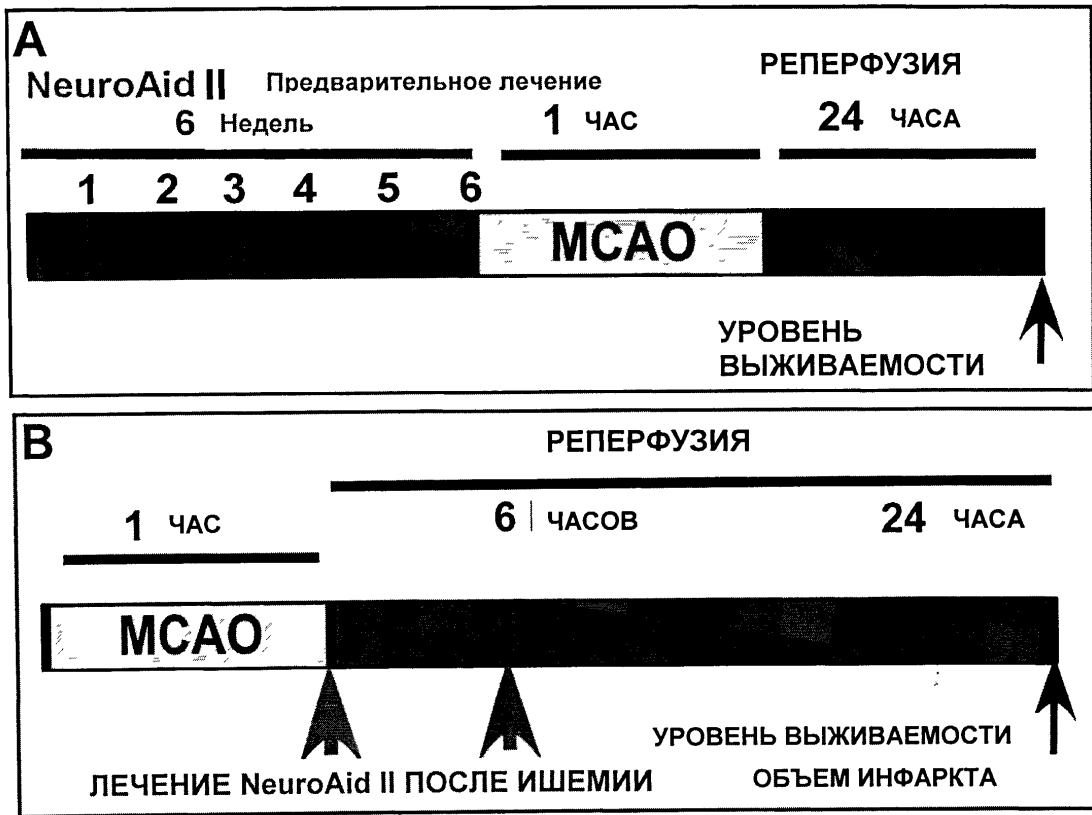 A
NeuroAid II Предварительное лечение
РЕПЕРФУЗИЯ
6 Недель
1 ЧАС
24 ЧАСА
1 2 3 4 5 6
MCAO
УРОВЕНЬ
ВЫЖИВАЕМОСТИ
B
РЕПЕРФУЗИЯ
1 ЧАС
6 ЧАСОВ
24 ЧАСА
MCAO
УРОВЕНЬ ВЫЖИВАЕМОСТИ
ЛЕЧЕНИЕ NeuroAid II ПОСЛЕ ИШЕМИИ
ОБЪЕМ ИНФАРКТА